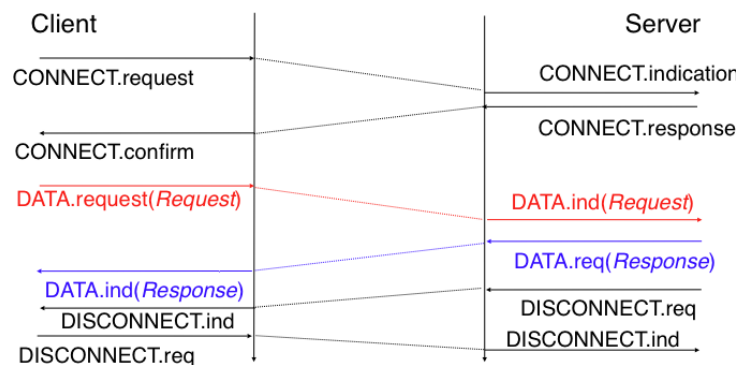 Client
Server
CONNECT.request
CONNECT.indication
CONNECT.response
CONNECT.confirm
DATA.request(Request)
DATA.ind(Request)
DATA.req(Response)
DATA.ind(Response)
DISCONNECT.req
DISCONNECT.ind
DISCONNECT.ind
DISCONNECT.req